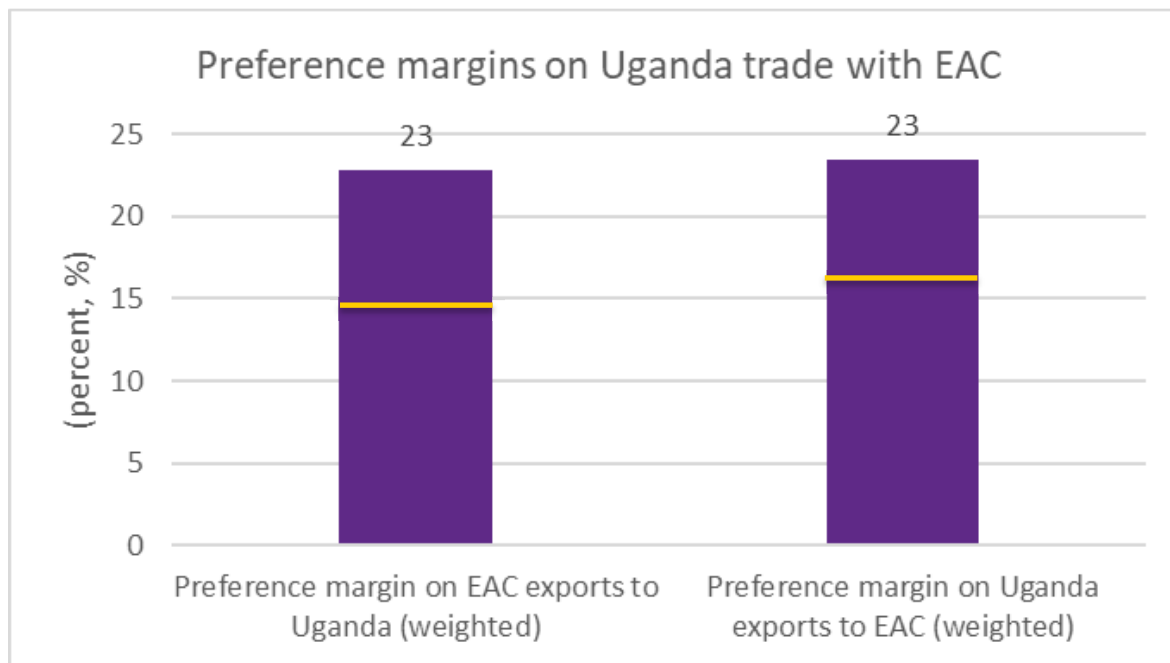 Preference margins on Uganda trade with EAC
23
23
25
20
15
10
5
0
(percent, %)
Preference margin on EAC exports to
Uganda (weighted)
Preference margin on Uganda
exports to EAC (weighted)